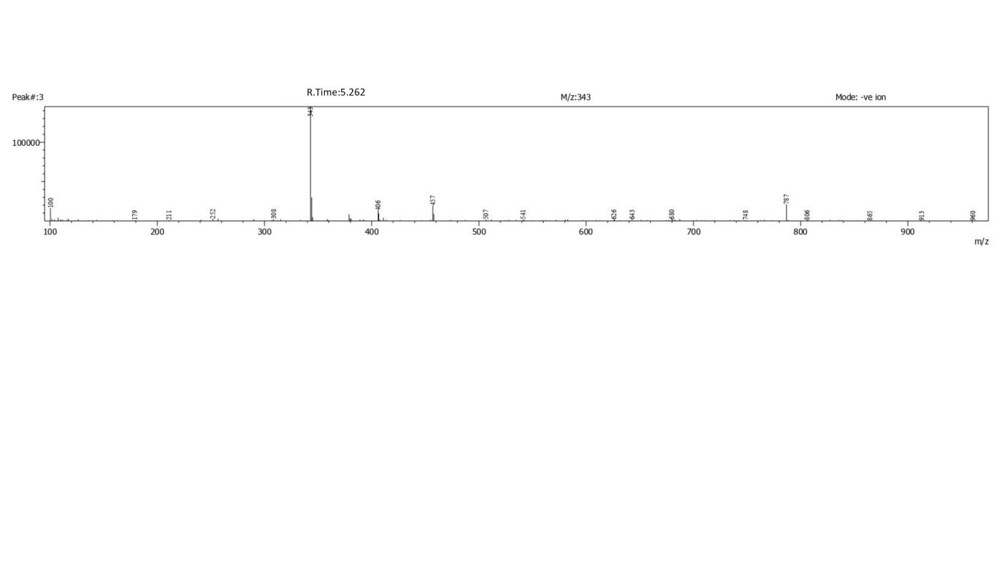 R.Time:5.262
Peak#:3 M/z:343 Mode: -ve ion
343
100000
100 179 211 252 308 406 457 507 541 626 643 680 748 787 806 865 913 960
100 200 300 400 500 600 700 800 900
m/z